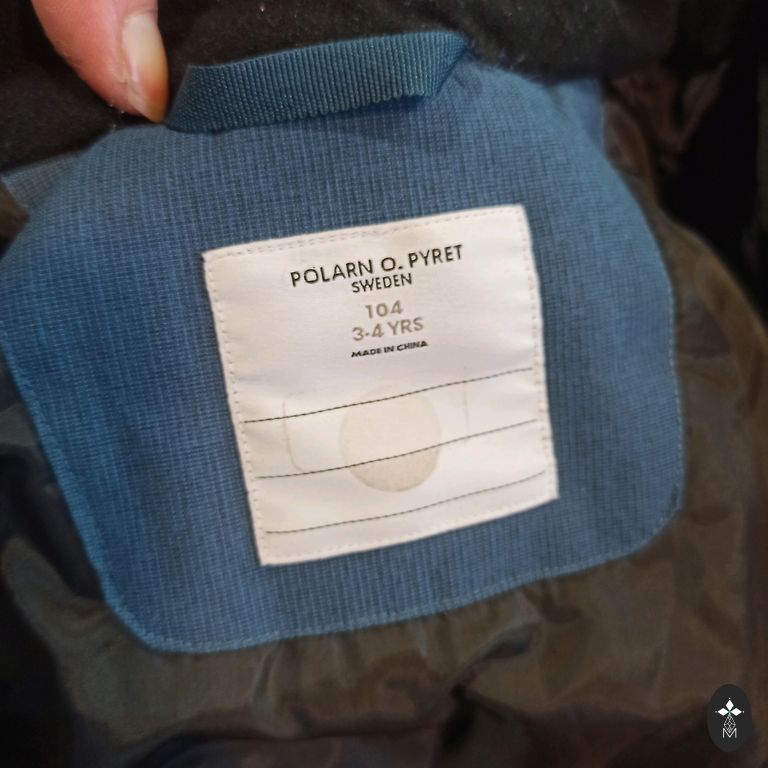 POLARN O. PYRET
SWEDEN
104
3-4 YRS
MADE IN CHINA
M